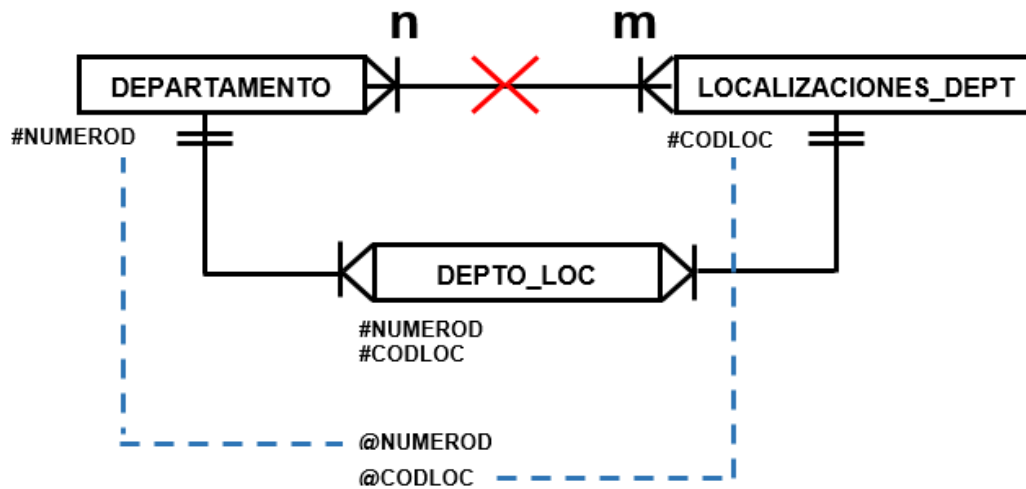 n m
DEPARTAMENTO LOCALIZACIONES_DEPT
#NUMEROD #CODLOC
DEPTO_LOC
#NUMEROD
#CODLOC
@NUMEROD
@CODLOC